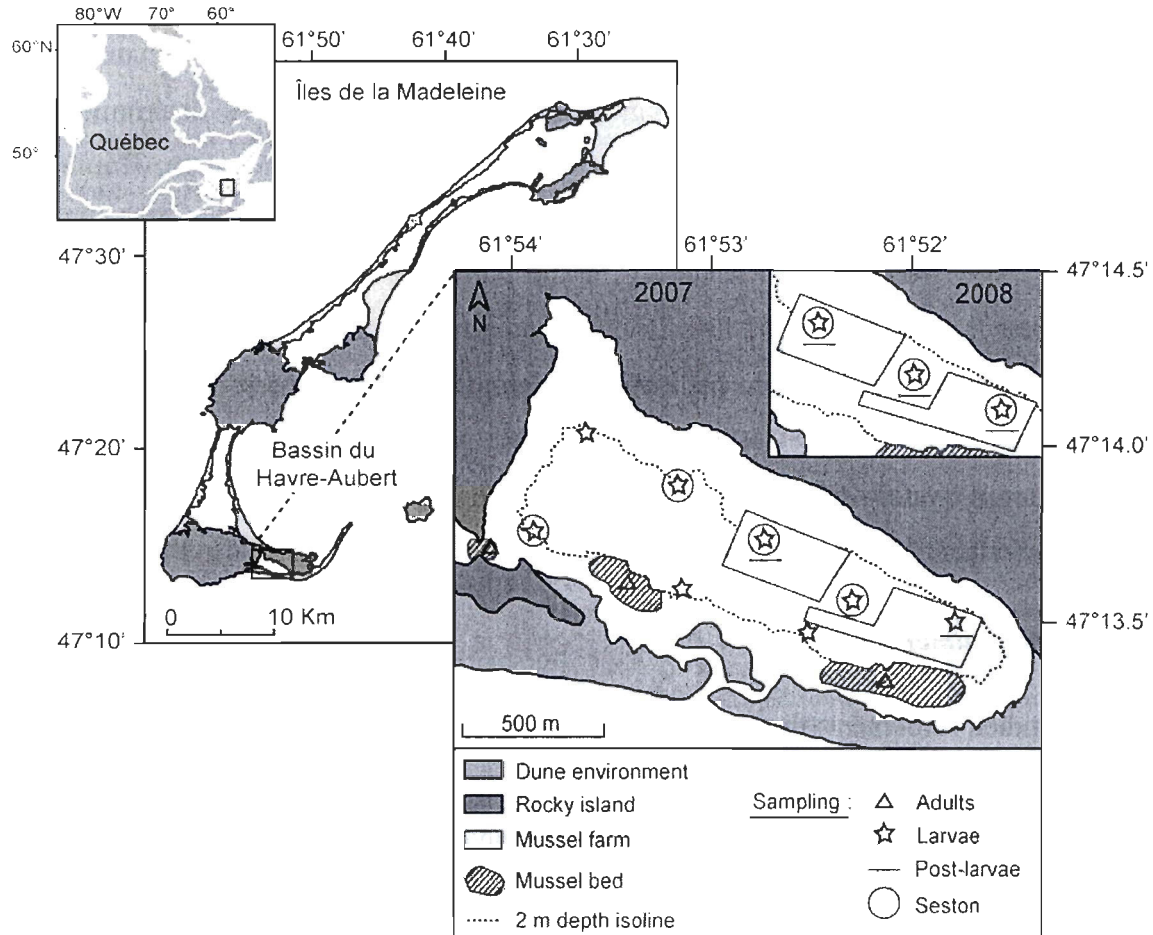 80°W 70° 60°
60°N
50°
Québec
61°50' 61°40' 61°30'
Îles de la Madeleine
47°30'
47°20'
47°10'
Bassin du
Havre-Aubert
0 10 Km
61°54' 61°53' 61°52'
47°14.5'
47°14.0'
47°13.5'
N
2007
2008
500 m
Dune environment
Rocky island
Mussel farm
Mussel bed
2 m depth isoline
Sampling :
Adults
Larvae
Post-larvae
Seston